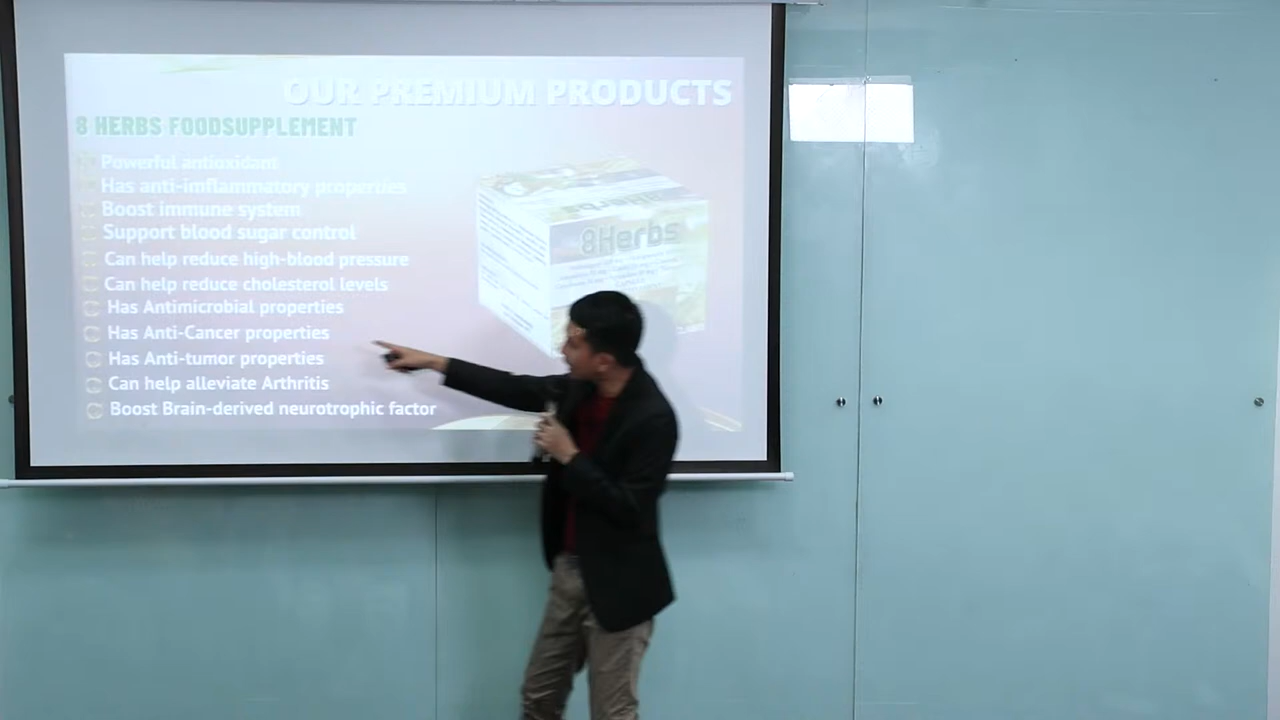 OUR PREMIUM PRODUCTS
8 HERBS FOODSUPPLEMENT
Powerful antioxidant
Has anti-imflammatory properties
Boost immune system
Support blood sugar control
Can help reduce high-blood pressure
Can help reduce cholesterol levels
Has Antimicrobial properties
Has Anti-Cancer properties
Has Anti-tumor properties
Can help alleviate Arthritis
Boost Brain-derived neurotrophic factor
8Herbs